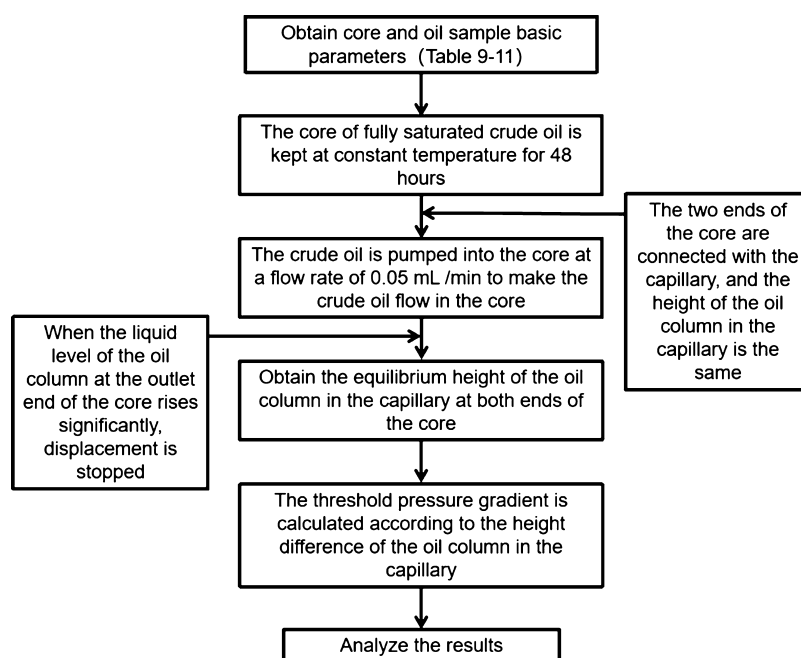 Obtain core and oil sample basic
parameters（Table 9-11）
The core of fully saturated crude oil is
kept at constant temperature for 48
hours
The two ends of
the core are
connected with the
capillary, and the
height of the oil
column in the
capillary is the
same
The crude oil is pumped into the core at
a flow rate of 0.05 mL /min to make the
crude oil flow in the core
When the liquid
level of the oil
column at the outlet
end of the core rises
significantly,
displacement is
stopped
Obtain the equilibrium height of the oil
column in the capillary at both ends of
the core
The threshold pressure gradient is
calculated according to the height
difference of the oil column in the
capillary
Analyze the results